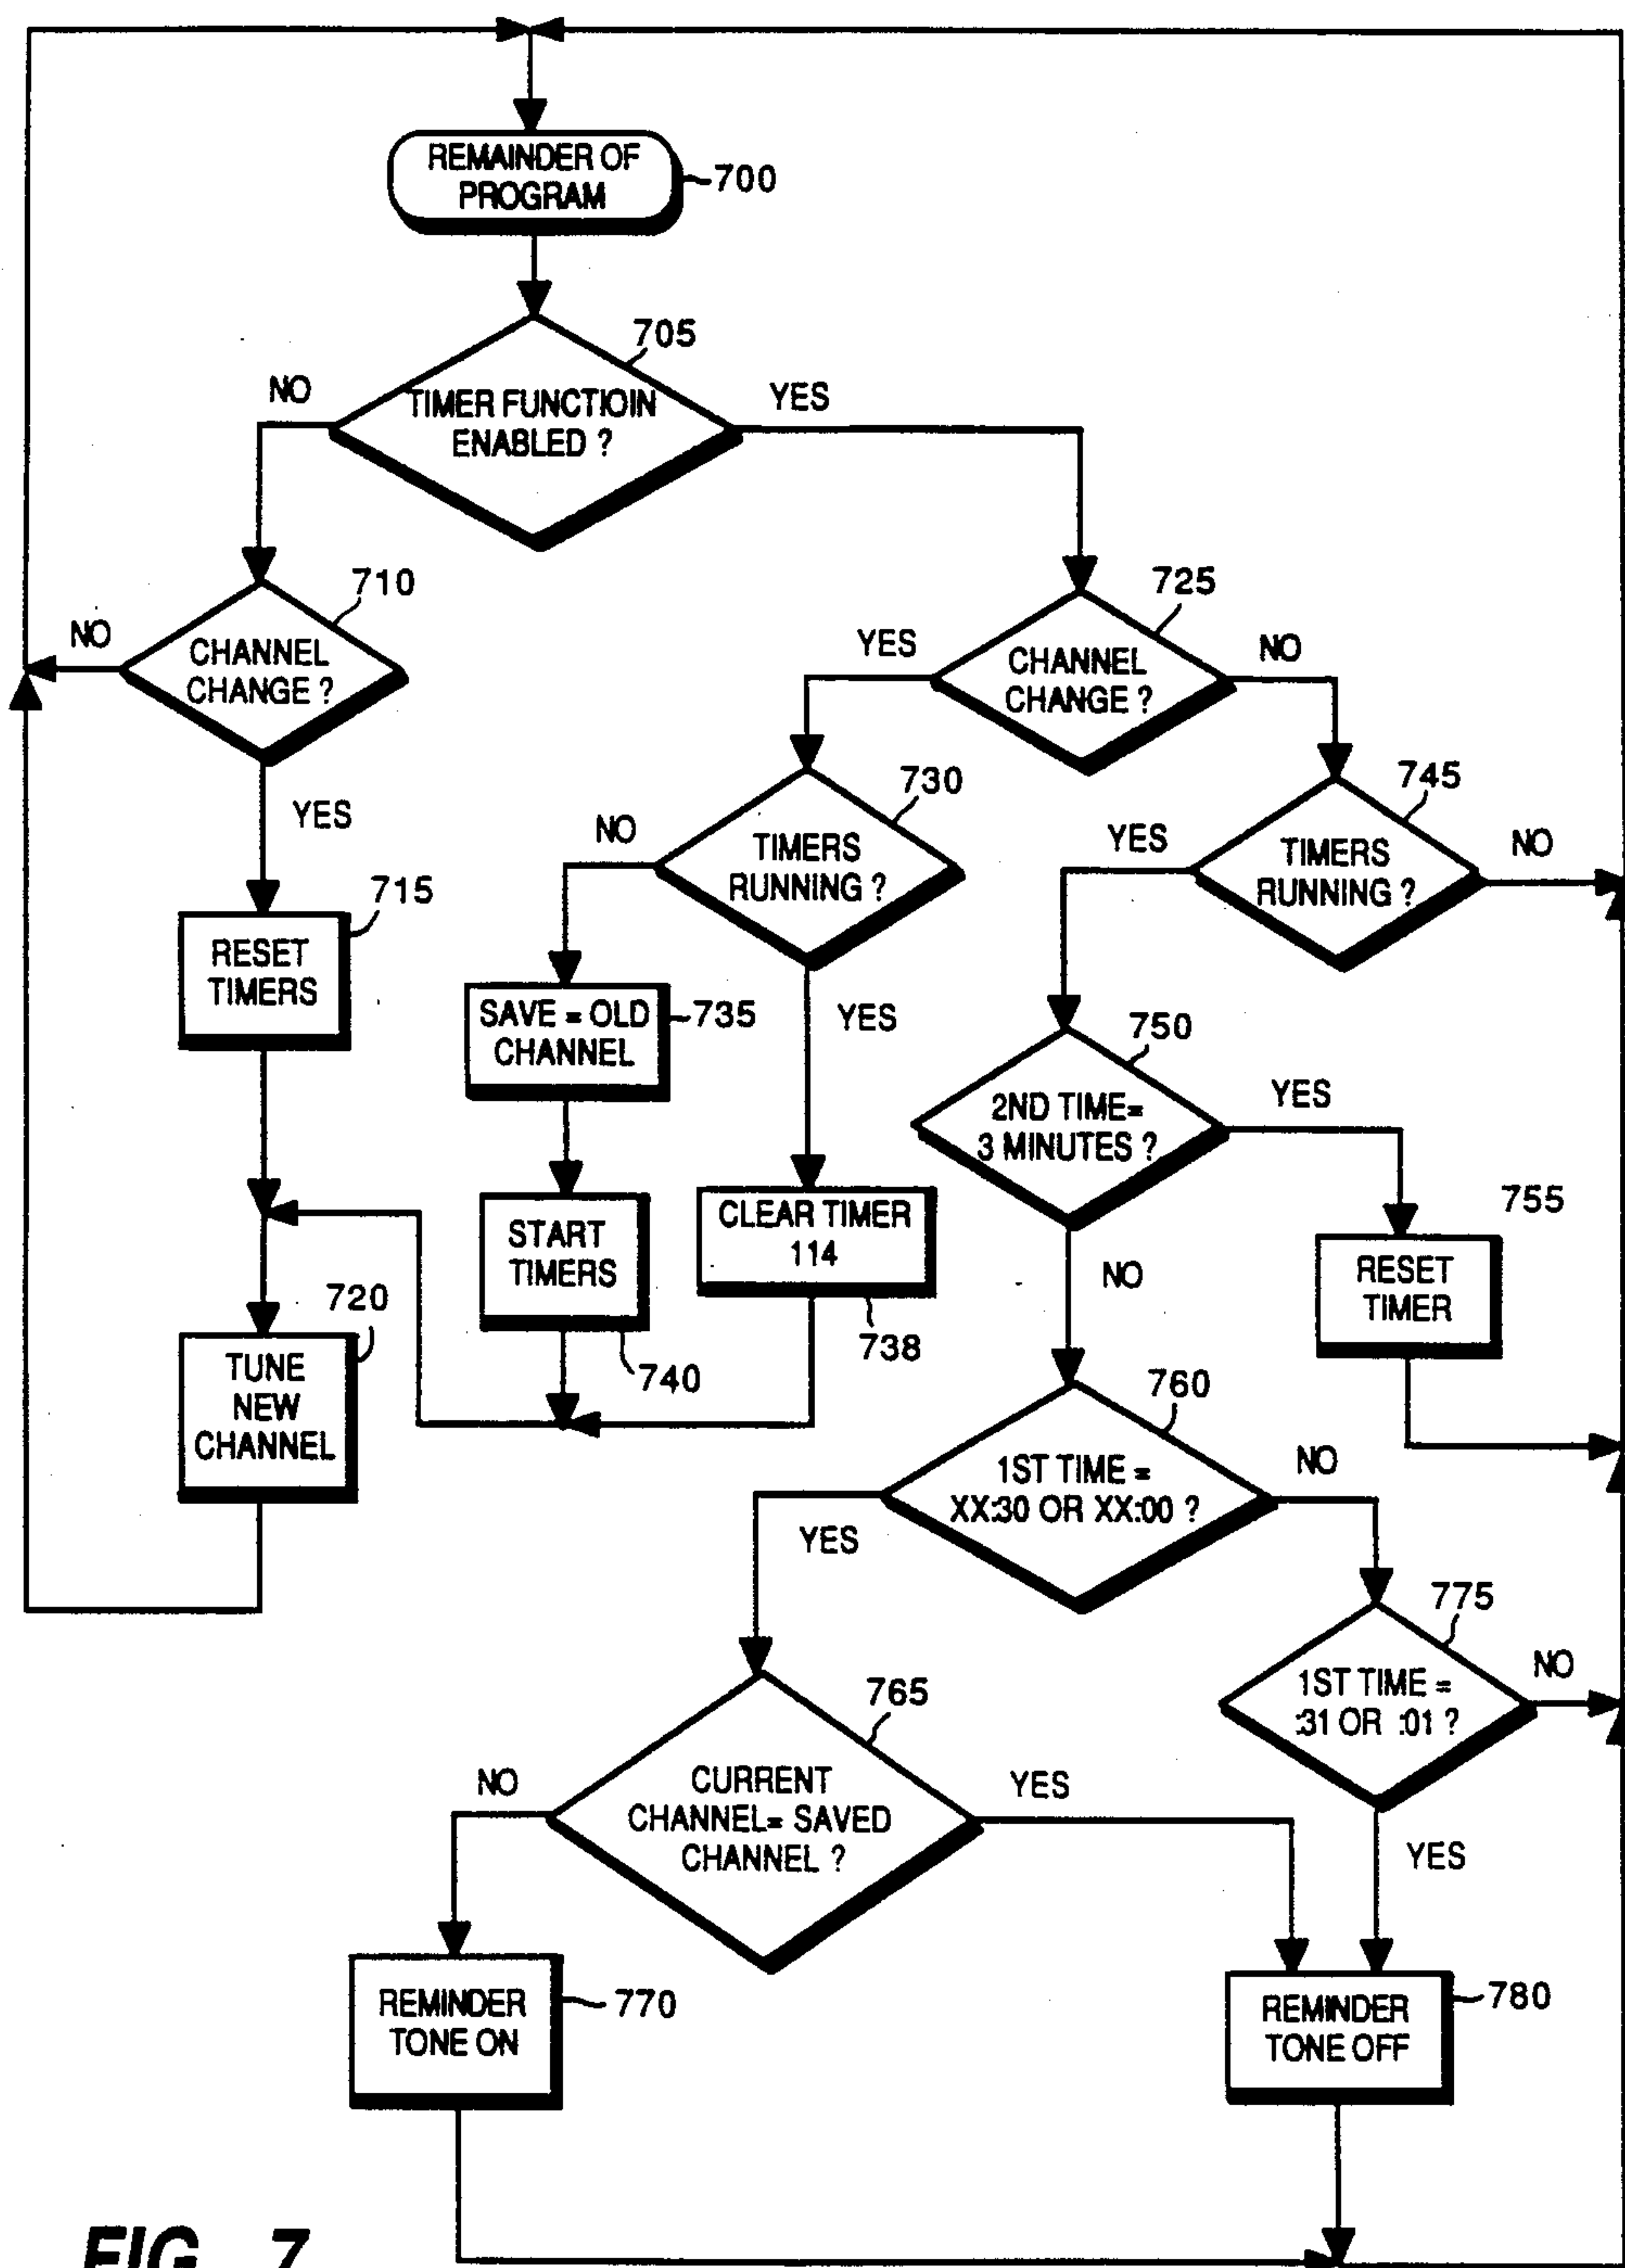 REMAINDER OF
PROGRAM
700
705
NO
TIMER FUNCTIOIN
ENABLED ?
YES
710
NO
CHANNEL
CHANGE ?
YES
725
YES
CHANNEL
CHANGE ?
NO
730
NO
TIMERS
RUNNING ?
YES
745
YES
TIMERS
RUNNING ?
NO
715
RESET
TIMERS
SAVE = OLD
CHANNEL
735
750
2ND TIME=
3 MINUTES ?
YES
NO
START
TIMERS
740
CLEAR TIMER
114
738
755
RESET
TIMER
720
TUNE
NEW
CHANNEL
760
1ST TIME =
XX:30 OR XX:00 ?
NO
YES
775
1ST TIME =
:31 OR :01 ?
NO
YES
765
NO
CURRENT
CHANNEL= SAVED
CHANNEL ?
YES
REMINDER
TONE ON
770
REMINDER
TONE OFF
780
FIG. 7